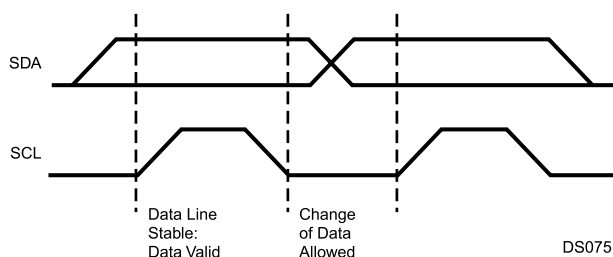 SDA
SCL
Data Line
Stable:
Data Valid
Change
of Data
Allowed
DS075